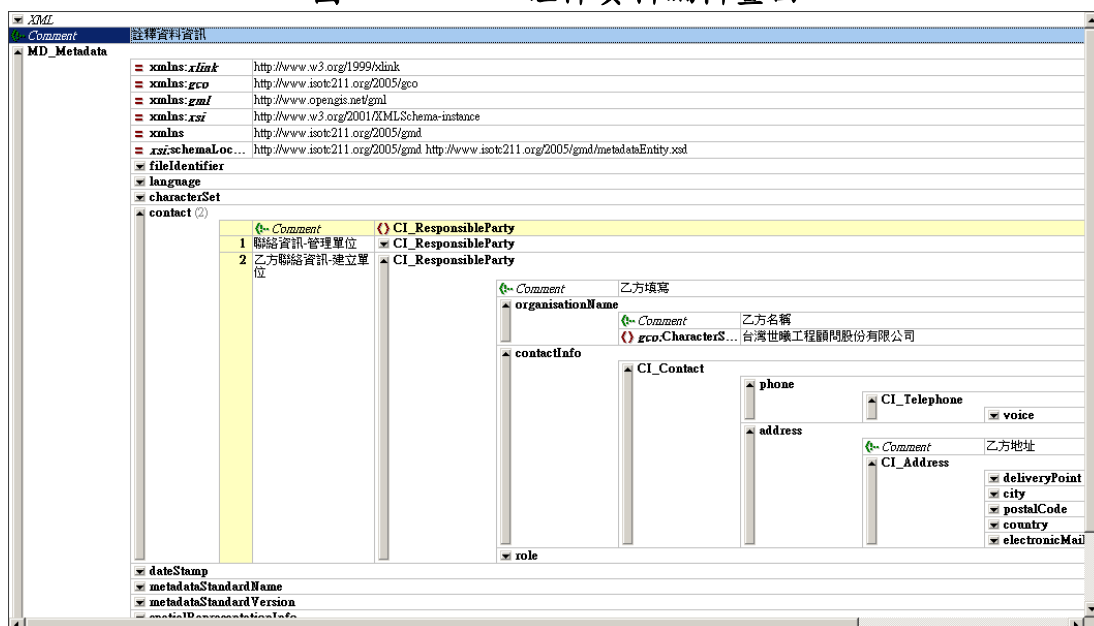 XML
Comment 詮釋資料資訊
MD_Metadata
xmlns:xlink http://www.w3.org/1999/xlink
xmlns:gco http://www.isotc211.org/2005/gco
xmlns:gml http://www.opengis.net/gml
xmlns:xsi http://www.w3.org/2001/XMLSchema-instance
xmlns http://www.isotc211.org/2005/gmd
xsi:schemaLoc... http://www.isotc211.org/2005/gmd http://www.isotc211.org/2005/gmd/metadataEntity.xsd
fileIdentifier
language
characterSet
contact (2)
Comment CI_ResponsibleParty
1 聯絡資訊-管理單位 CI_ResponsibleParty
2 乙方聯絡資訊-建立單 CI_ResponsibleParty
位
Comment 乙方填寫
organisationName
Comment 乙方名稱
gco:CharacterS... 台灣世曦工程顧問股份有限公司
contactInfo
CI_Contact
phone
CI_Telephone
voice
address
Comment 乙方地址
CI_Address
deliveryPoint
city
postalCode
country
electronicMail
role
dateStamp
metadataStandardName
metadataStandardVersion
spatialRepresentationInfo